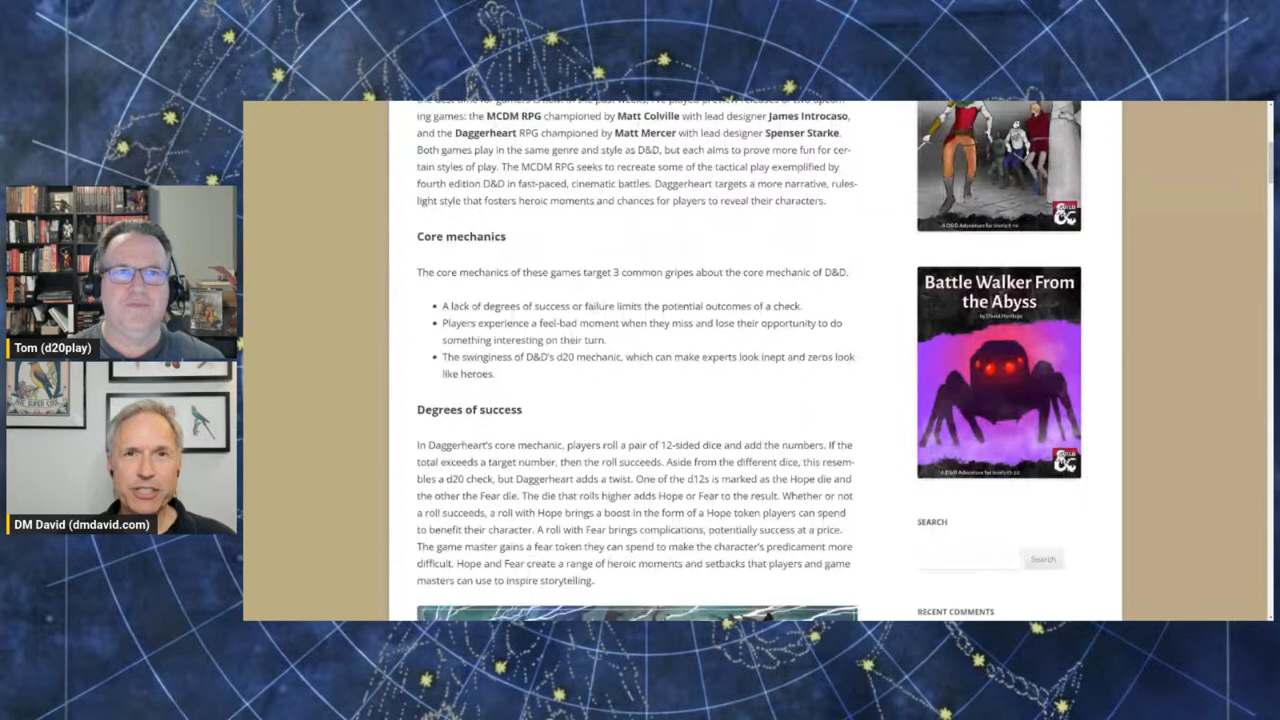 ing games: the MCDM RPG championed by Matt Colville with lead designer James Introcaso,
and the Daggerheart RPG championed by Matt Mercer with lead designer Spenser Starke.
Both games play in the same genre and style as D&D, but each aims to prove more fun for cer-
tain styles of play. The MCDM RPG seeks to recreate some of the tactical play exemplified by
fourth edition D&D in fast-paced, cinematic battles. Daggerheart targets a more narrative, rules-
light style that fosters heroic moments and chances for players to reveal their characters.
Core mechanics
The core mechanics of these games target 3 common gripes about the core mechanic of D&D.
• A lack of degrees of success or failure limits the potential outcomes of a check.
• Players experience a feel-bad moment when they miss and lose their opportunity to do
something interesting on their turn.
• The swinginess of D&D's d20 mechanic, which can make experts look inept and zeros look
like heroes.
Degrees of success
In Daggerheart's core mechanic, players roll a pair of 12-sided dice and add the numbers. If the
total exceeds a target number, then the roll succeeds. Aside from the different dice, this resem-
bles a d20 check, but Daggerheart adds a twist. One of the d12s is marked as the Hope die and
the other the Fear die. The die that rolls higher adds Hope or Fear to the result. Whether or not
a roll succeeds, a roll with Hope brings a boost in the form of a Hope token players can spend
to benefit their character. A roll with Fear brings complications, potentially success at a price.
The game master gains a fear token they can spend to make the character's predicament more
difficult. Hope and Fear create a range of heroic moments and setbacks that players and game
masters can use to inspire storytelling.
Battle Walker From
the Abyss
by David Hartlage
SEARCH
Search
RECENT COMMENTS
Tom (d20play)
DM David (dmdavid.com)